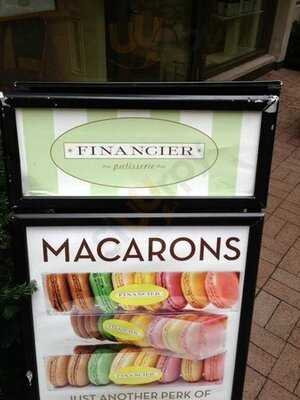 FINANCIER
patisserie
MACARONS
FINANCIER
FINANCIER
FINANCIER
JUST ANOTHER PERK OF